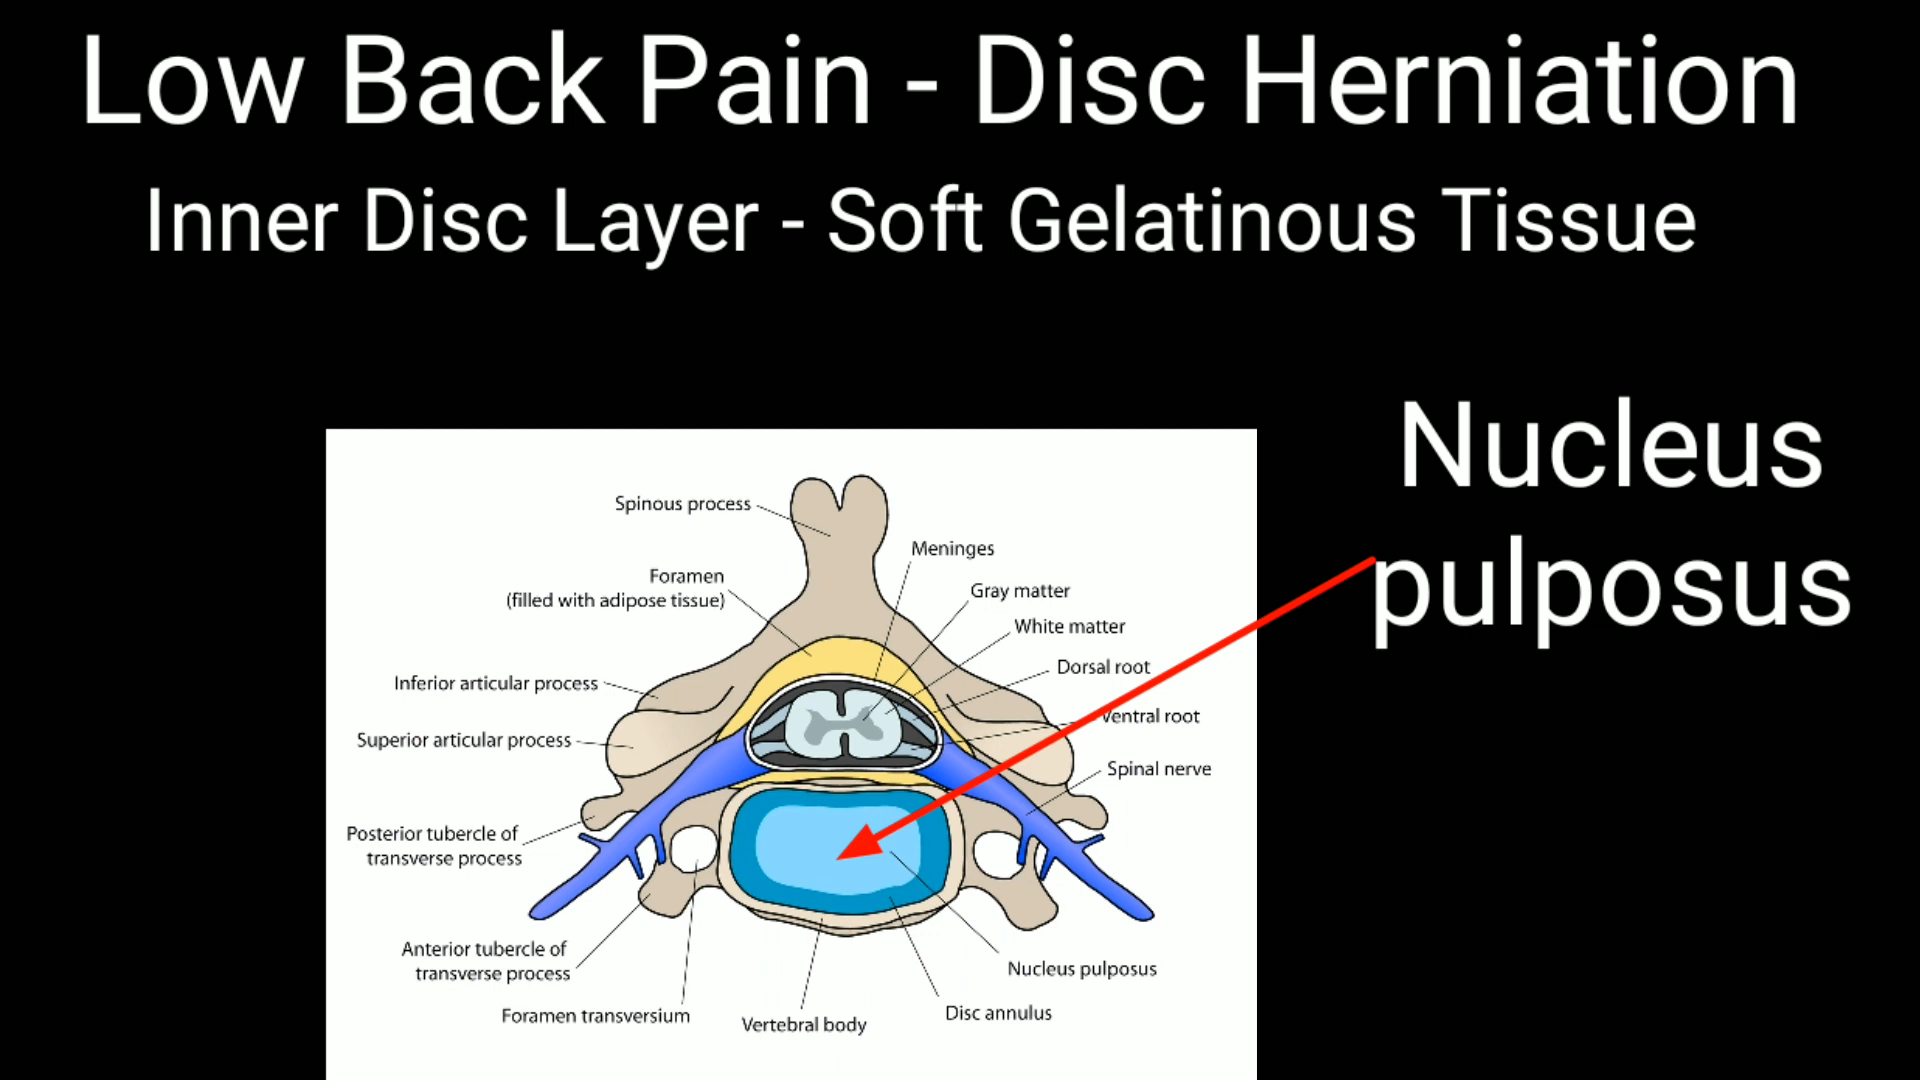 Low Back Pain - Disc Herniation
Inner Disc Layer - Soft Gelatinous Tissue
Nucleus
pulposus
Spinous process
Meninges
Foramen
(filled with adipose tissue)
Gray matter
White matter
Dorsal root
Inferior articular process
Ventral root
Superior articular process
Spinal nerve
Posterior tubercle of
transverse process
Anterior tubercle of
transverse process
Nucleus pulposus
Foramen transversium
Disc annulus
Vertebral body